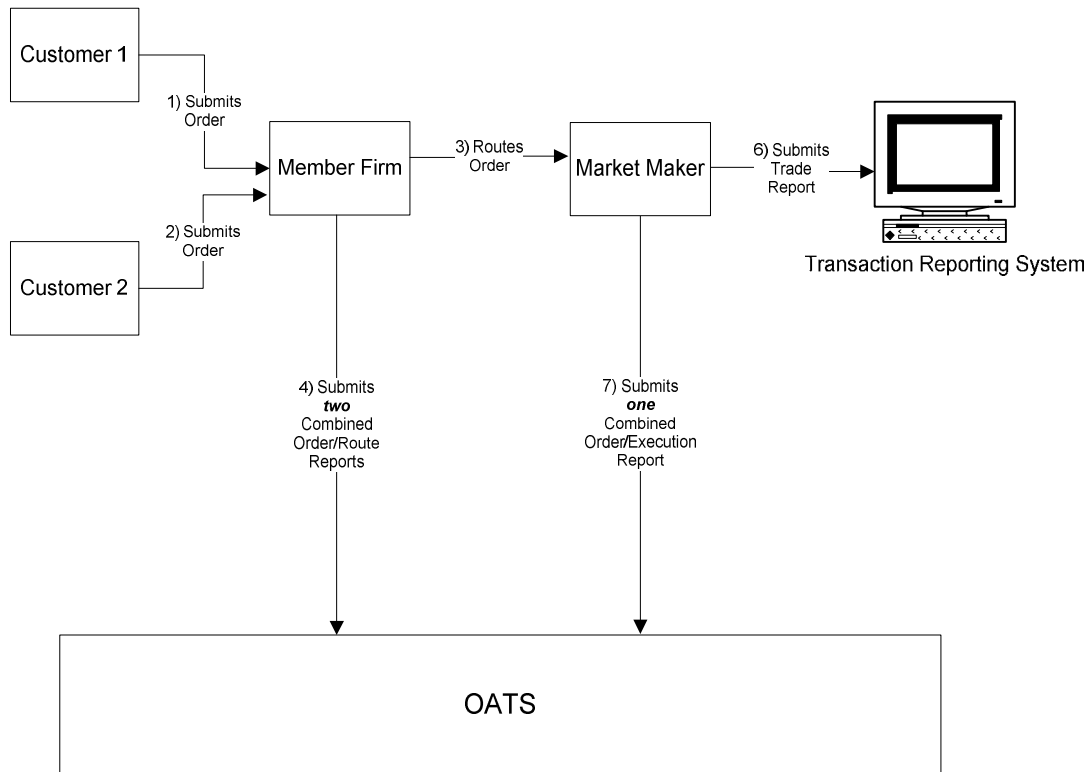 Customer 1
1) Submits
Order
Member Firm
3) Routes
Order
Market Maker
6) Submits
Trade
Report
Transaction Reporting System
2) Submits
Order
Customer 2
4) Submits
two
Combined
Order/Route
Reports
7) Submits
one
Combined
Order/Execution
Report
OATS